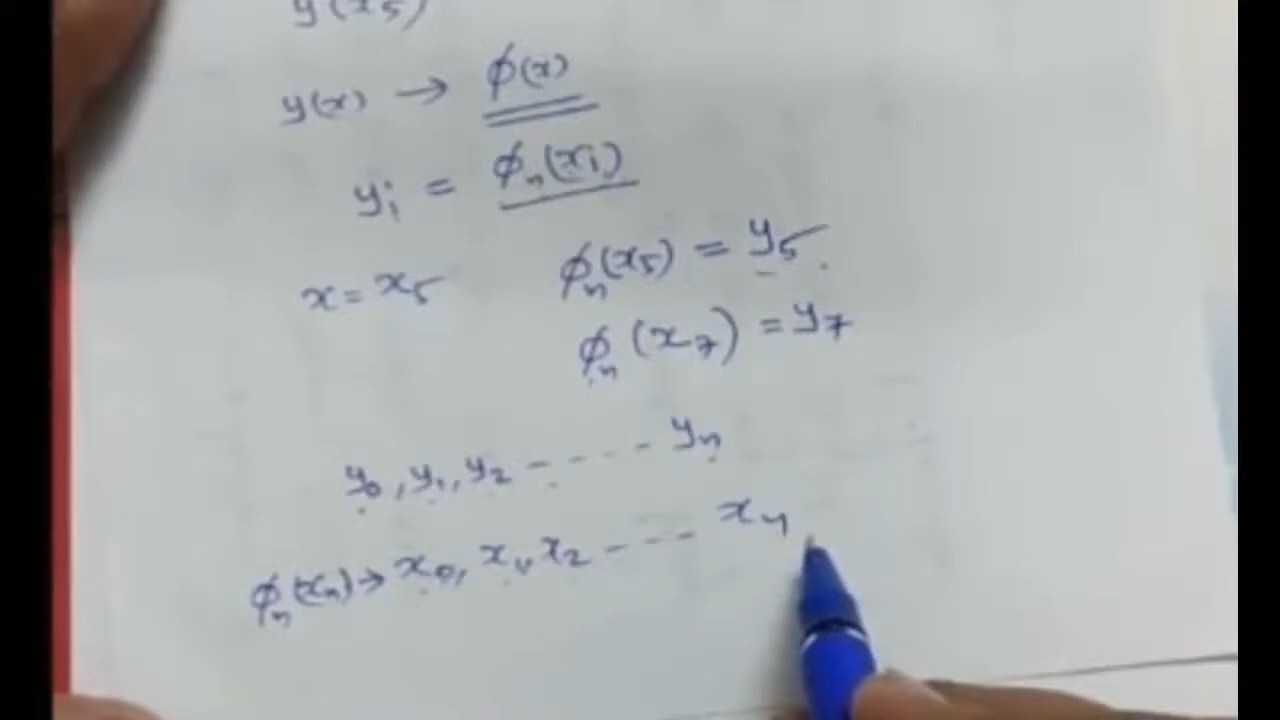 y(x₅)
y(x) → ϕ(x)
yᵢ = ϕₙ(xᵢ)
x = x₅ ϕₙ(x₅) = y₅
ϕₙ(x₇) = y₇
y₀, y₁, y₂ ----- yₙ
ϕₙ(xₙ) → x₀, x₁, x₂ ---- xₙ